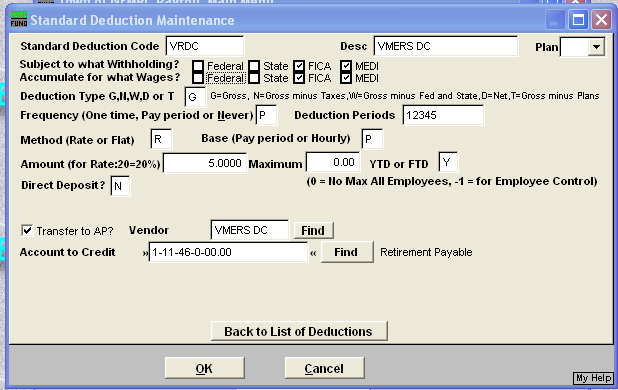 FUND
Standard Deduction Maintenance
Standard Deduction Code VRDC Desc VMERS DC Plan
Subject to what Withholding? Federal State FICA MEDI
Accumulate for what Wages? Federal State FICA MEDI
Deduction Type G,N,W,D or T G G=Gross, N=Gross minus Taxes,W=Gross minus Fed and State,D=Net,T=Gross minus Plans
Frequency (One time, Pay period or Never) P Deduction Periods 12345
Method (Rate or Flat) R Base (Pay period or Hourly) P
Amount (for Rate:20=20%) 5.0000 Maximum 0.00 YTD or FTD Y
Direct Deposit? N (0 = No Max All Employees, -1 = for Employee Control)
Transfer to AP? Vendor VMERS DC Find
Account to Credit »1-11-46-0-00.00 « Find Retirement Payable
Back to List of Deductions
OK Cancel
My Help